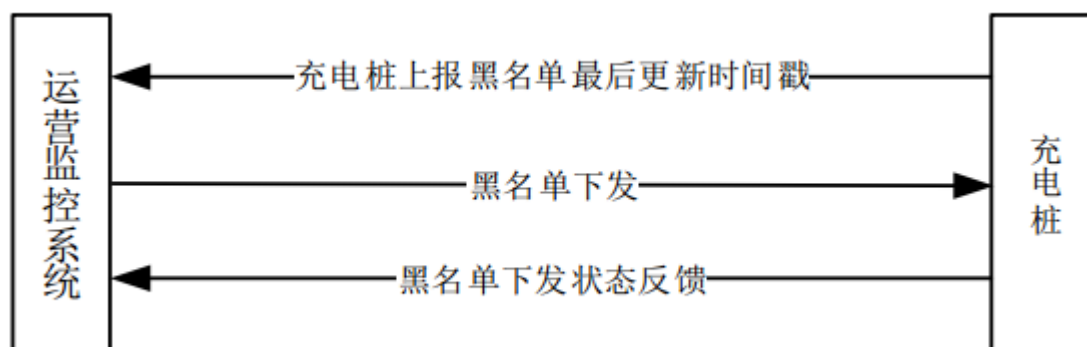 运营监控系统
充电桩上报黑名单最后更新时间戳
黑名单下发
黑名单下发状态反馈
充电桩